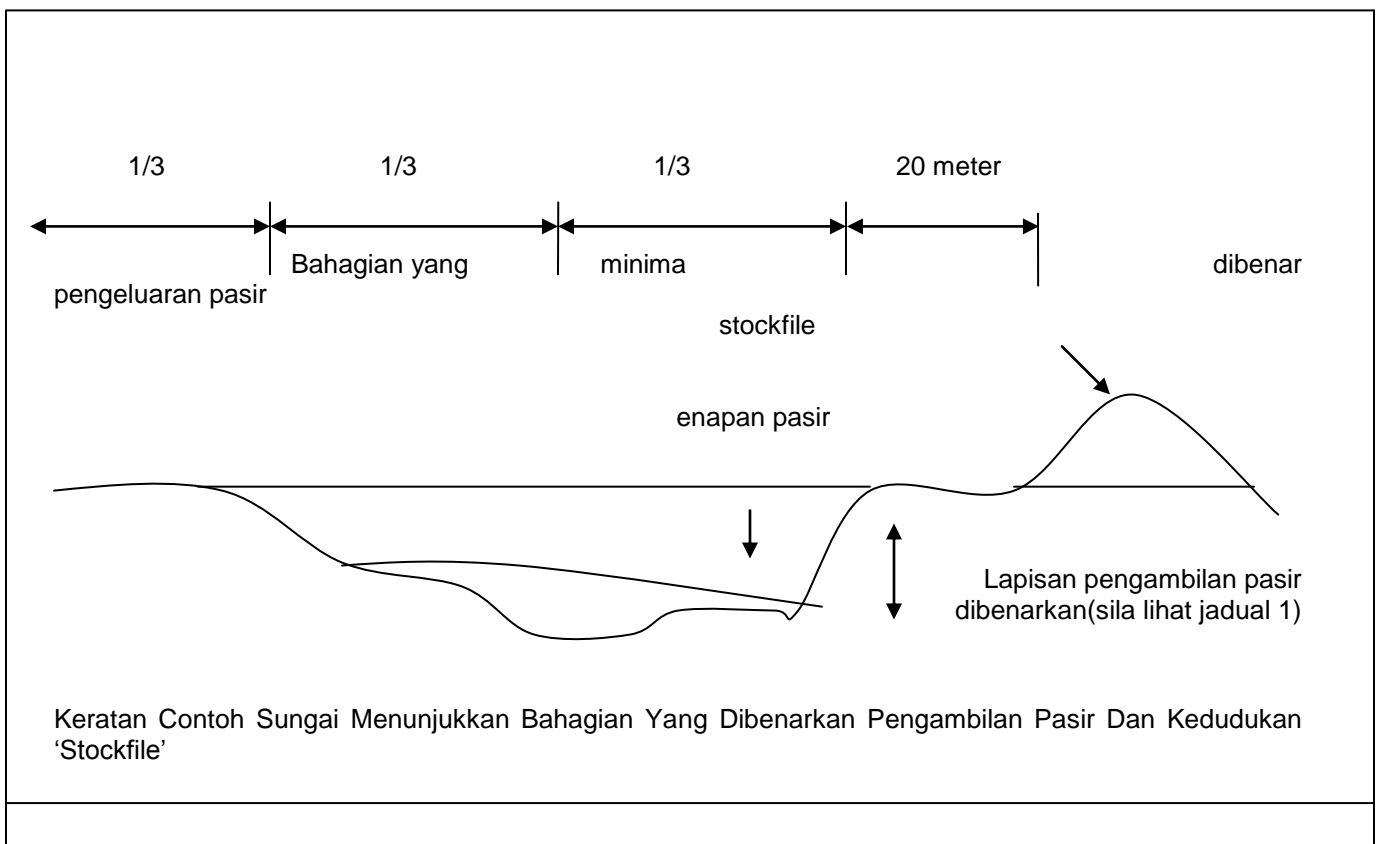 1/3 1/3 1/3 20 meter
Bahagian yang minima dibenar
pengeluaran pasir
stockfile
enapan pasir
Lapisan pengambilan pasir
dibenarkan(sila lihat jadual 1)
Keratan Contoh Sungai Menunjukkan Bahagian Yang Dibenarkan Pengambilan Pasir Dan Kedudukan
‘Stockfile’